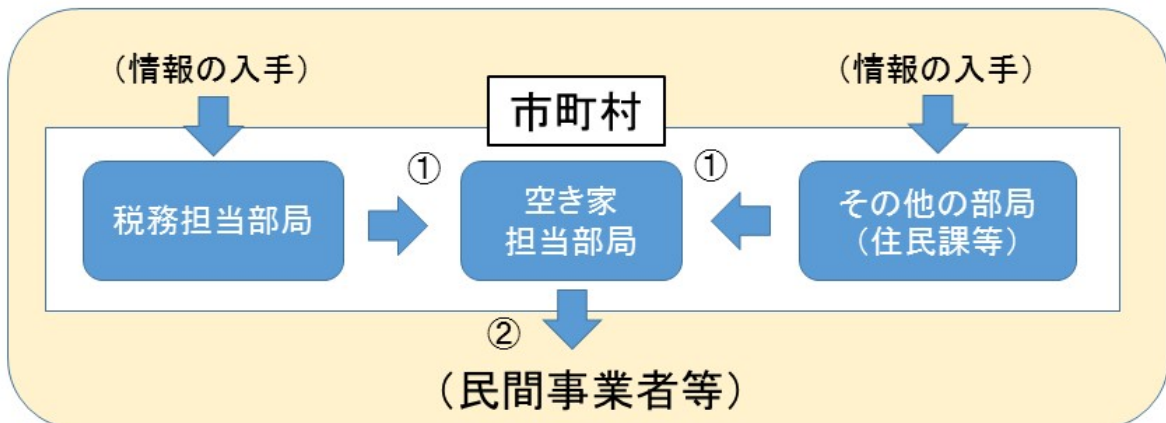 （情報の入手）
（情報の入手）
市町村
①
①
税務担当部局
空き家
担当部局
その他の部局
（住民課等）
②
（民間事業者等）